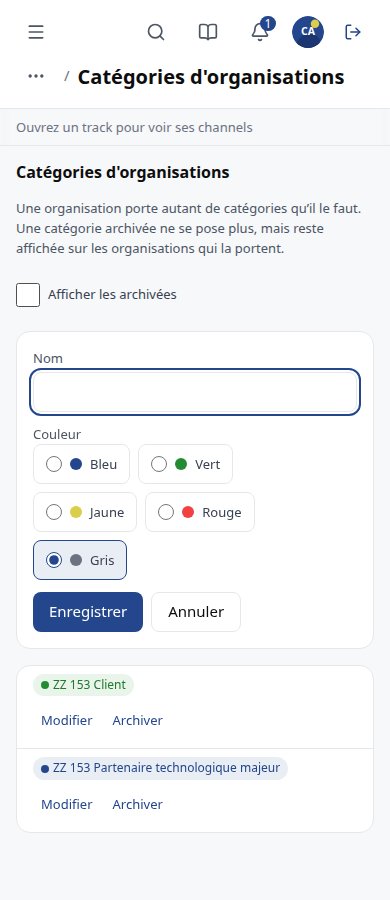 1
CA
... / Catégories d'organisations
Ouvrez un track pour voir ses channels
Catégories d'organisations
Une organisation porte autant de catégories qu'il le faut.
Une catégorie archivée ne se pose plus, mais reste
affichée sur les organisations qui la portent.
Afficher les archivées
Nom
Couleur
Bleu
Vert
Jaune
Rouge
Gris
Enregistrer
Annuler
ZZ 153 Client
Modifier
Archiver
ZZ 153 Partenaire technologique majeur
Modifier
Archiver